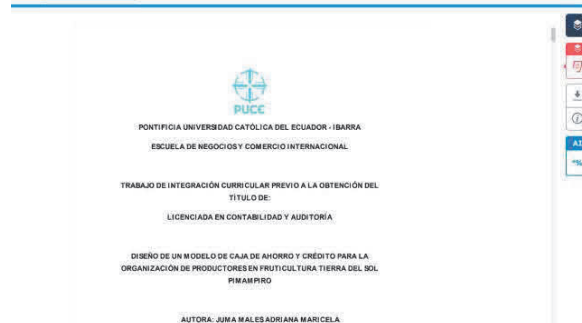 PUCE
PONTIFICIA UNIVERSIDAD CATÓLICA DEL ECUADOR - IBARRA
ESCUELA DE NEGOCIOS Y COMERCIO INTERNACIONAL
TRABAJO DE INTEGRACIÓN CURRICULAR PREVIO A LA OBTENCIÓN DEL
TÍTULO DE:
LICENCIADA EN CONTABILIDAD Y AUDITORÍA
DISEÑO DE UN MODELO DE CAJA DE AHORRO Y CRÉDITO PARA LA
ORGANIZACIÓN DE PRODUCTORES EN FRUTICULTURA TIERRA DEL SOL
PIMAMPIRO
AUTORA: JUMA MALES ADRIANA MARICELA
AI